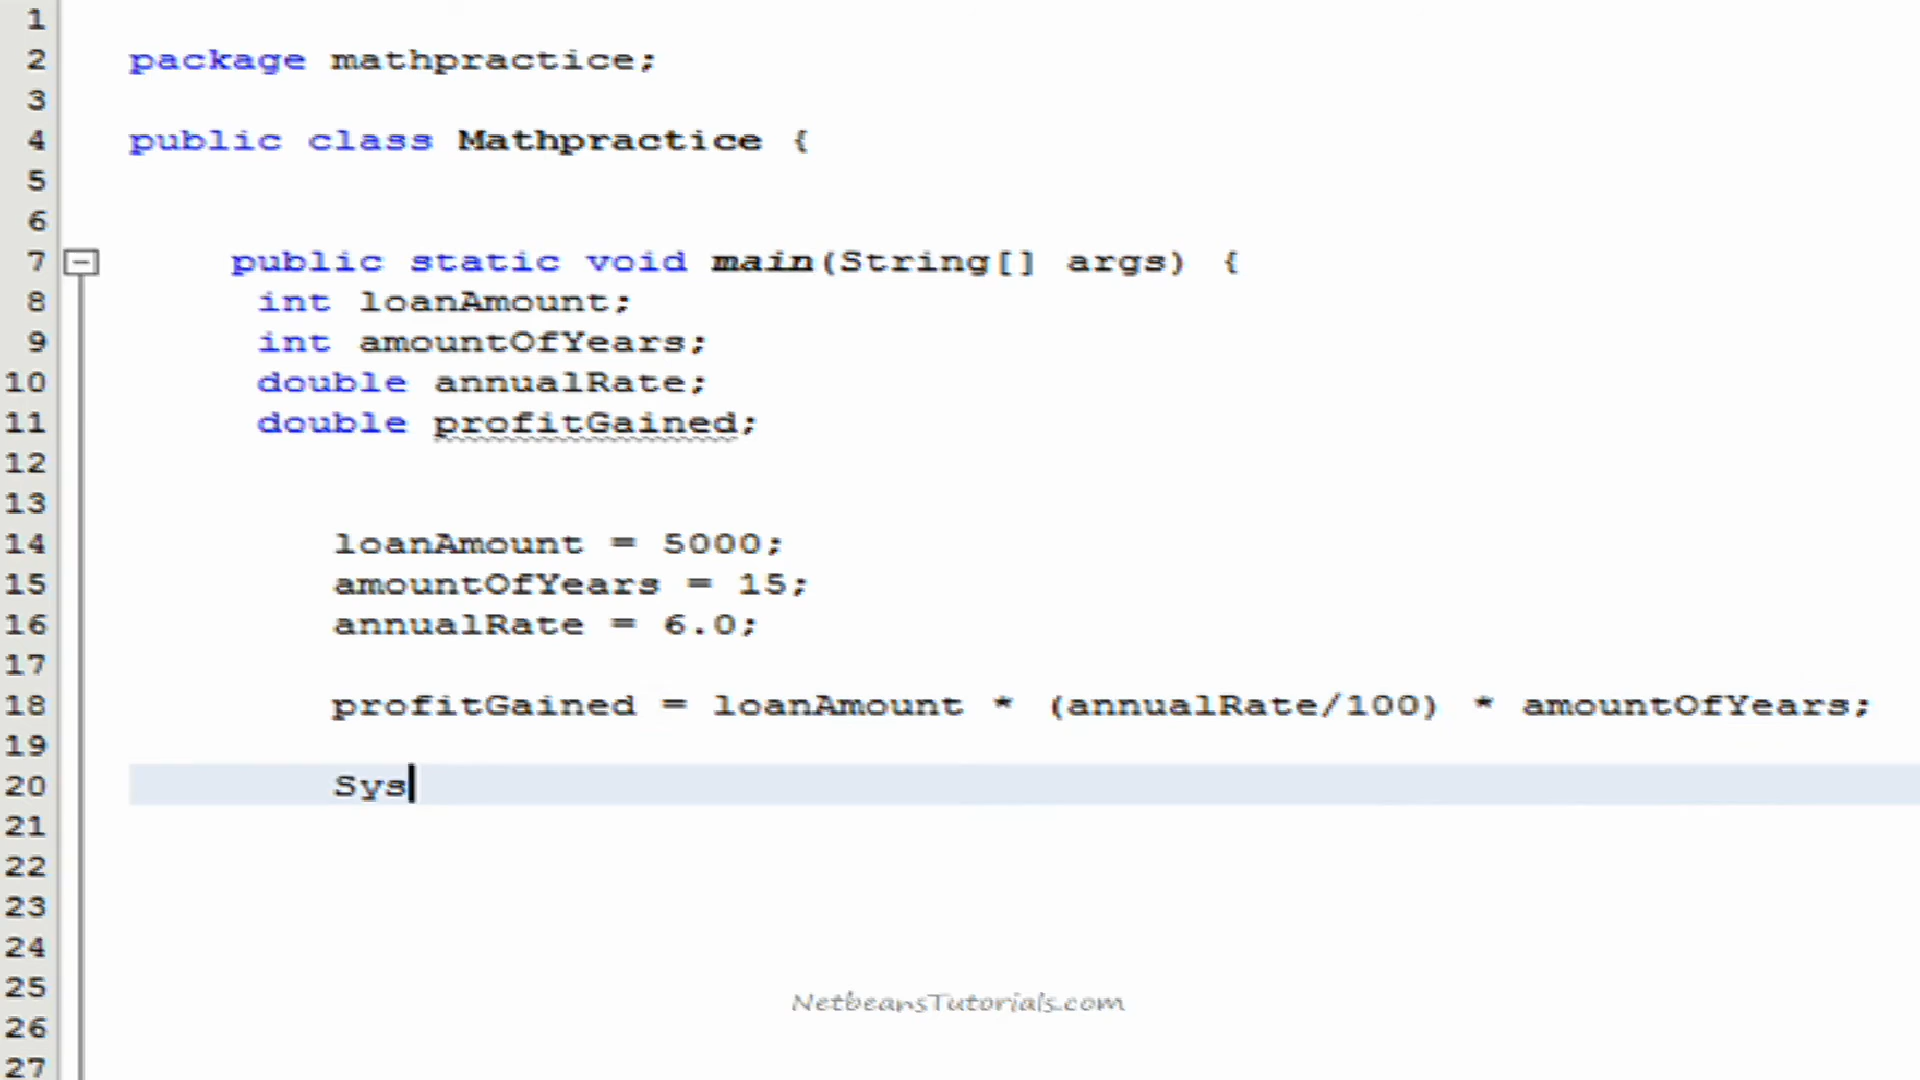 1
2 package mathpractice;
3
4 public class Mathpractice {
5
6
7 public static void main(String[] args) {
8 int loanAmount;
9 int amountOfYears;
10 double annualRate;
11 double profitGained;
12
13
14 loanAmount = 5000;
15 amountOfYears = 15;
16 annualRate = 6.0;
17
18 profitGained = loanAmount * (annualRate/100) * amountOfYears;
19
20 Sys
21
22
23
24
25
NetbeansTutorials.com
26
27